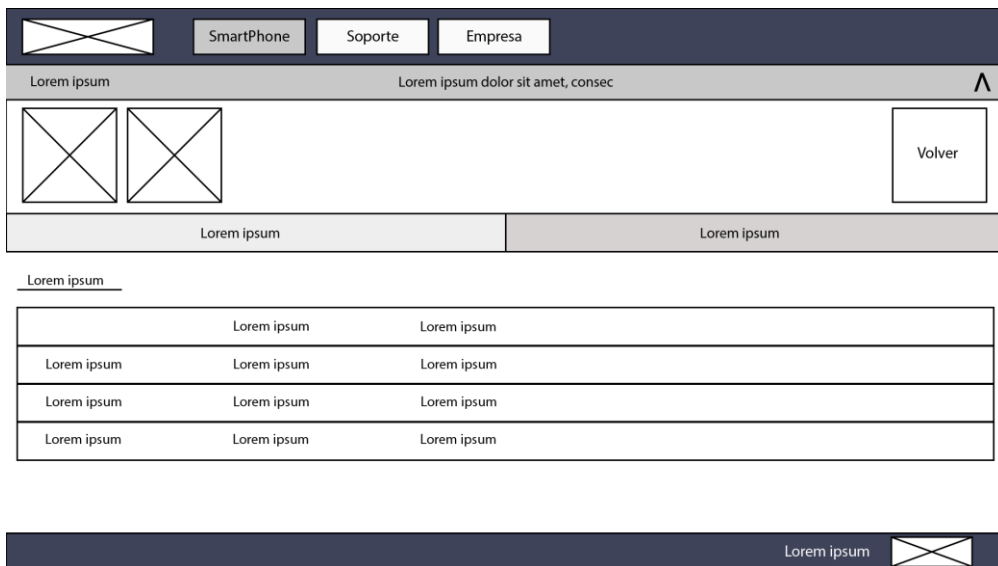 SmartPhone Soporte Empresa
Lorem ipsum Lorem ipsum dolor sit amet, consec
Volver
Lorem ipsum Lorem ipsum
Lorem ipsum
Lorem ipsum Lorem ipsum
Lorem ipsum Lorem ipsum Lorem ipsum
Lorem ipsum Lorem ipsum Lorem ipsum
Lorem ipsum Lorem ipsum Lorem ipsum
Lorem ipsum